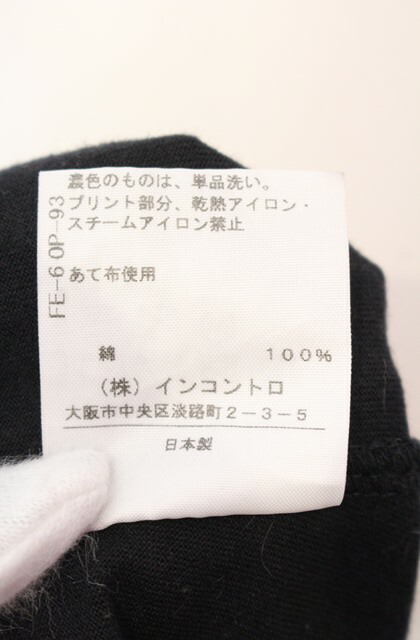 濃色のものは、単品洗い。
プリント部分、乾熱アイロン・
スチームアイロン禁止
あて布使用
FE-6 0P-93
綿 100%
(株)インコントロ
大阪市中央区淡路町2-3-5
日本製